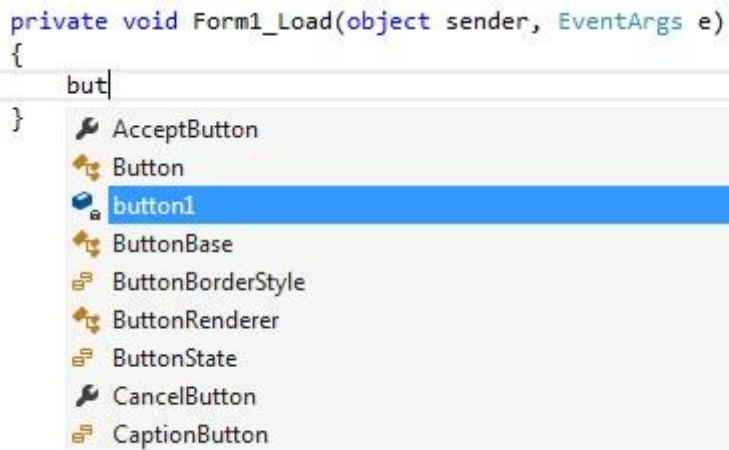 private void Form1_Load(object sender, EventArgs e)
{
but
}
AcceptButton
Button
button1
ButtonBase
ButtonBorderStyle
ButtonRenderer
ButtonState
CancelButton
CaptionButton